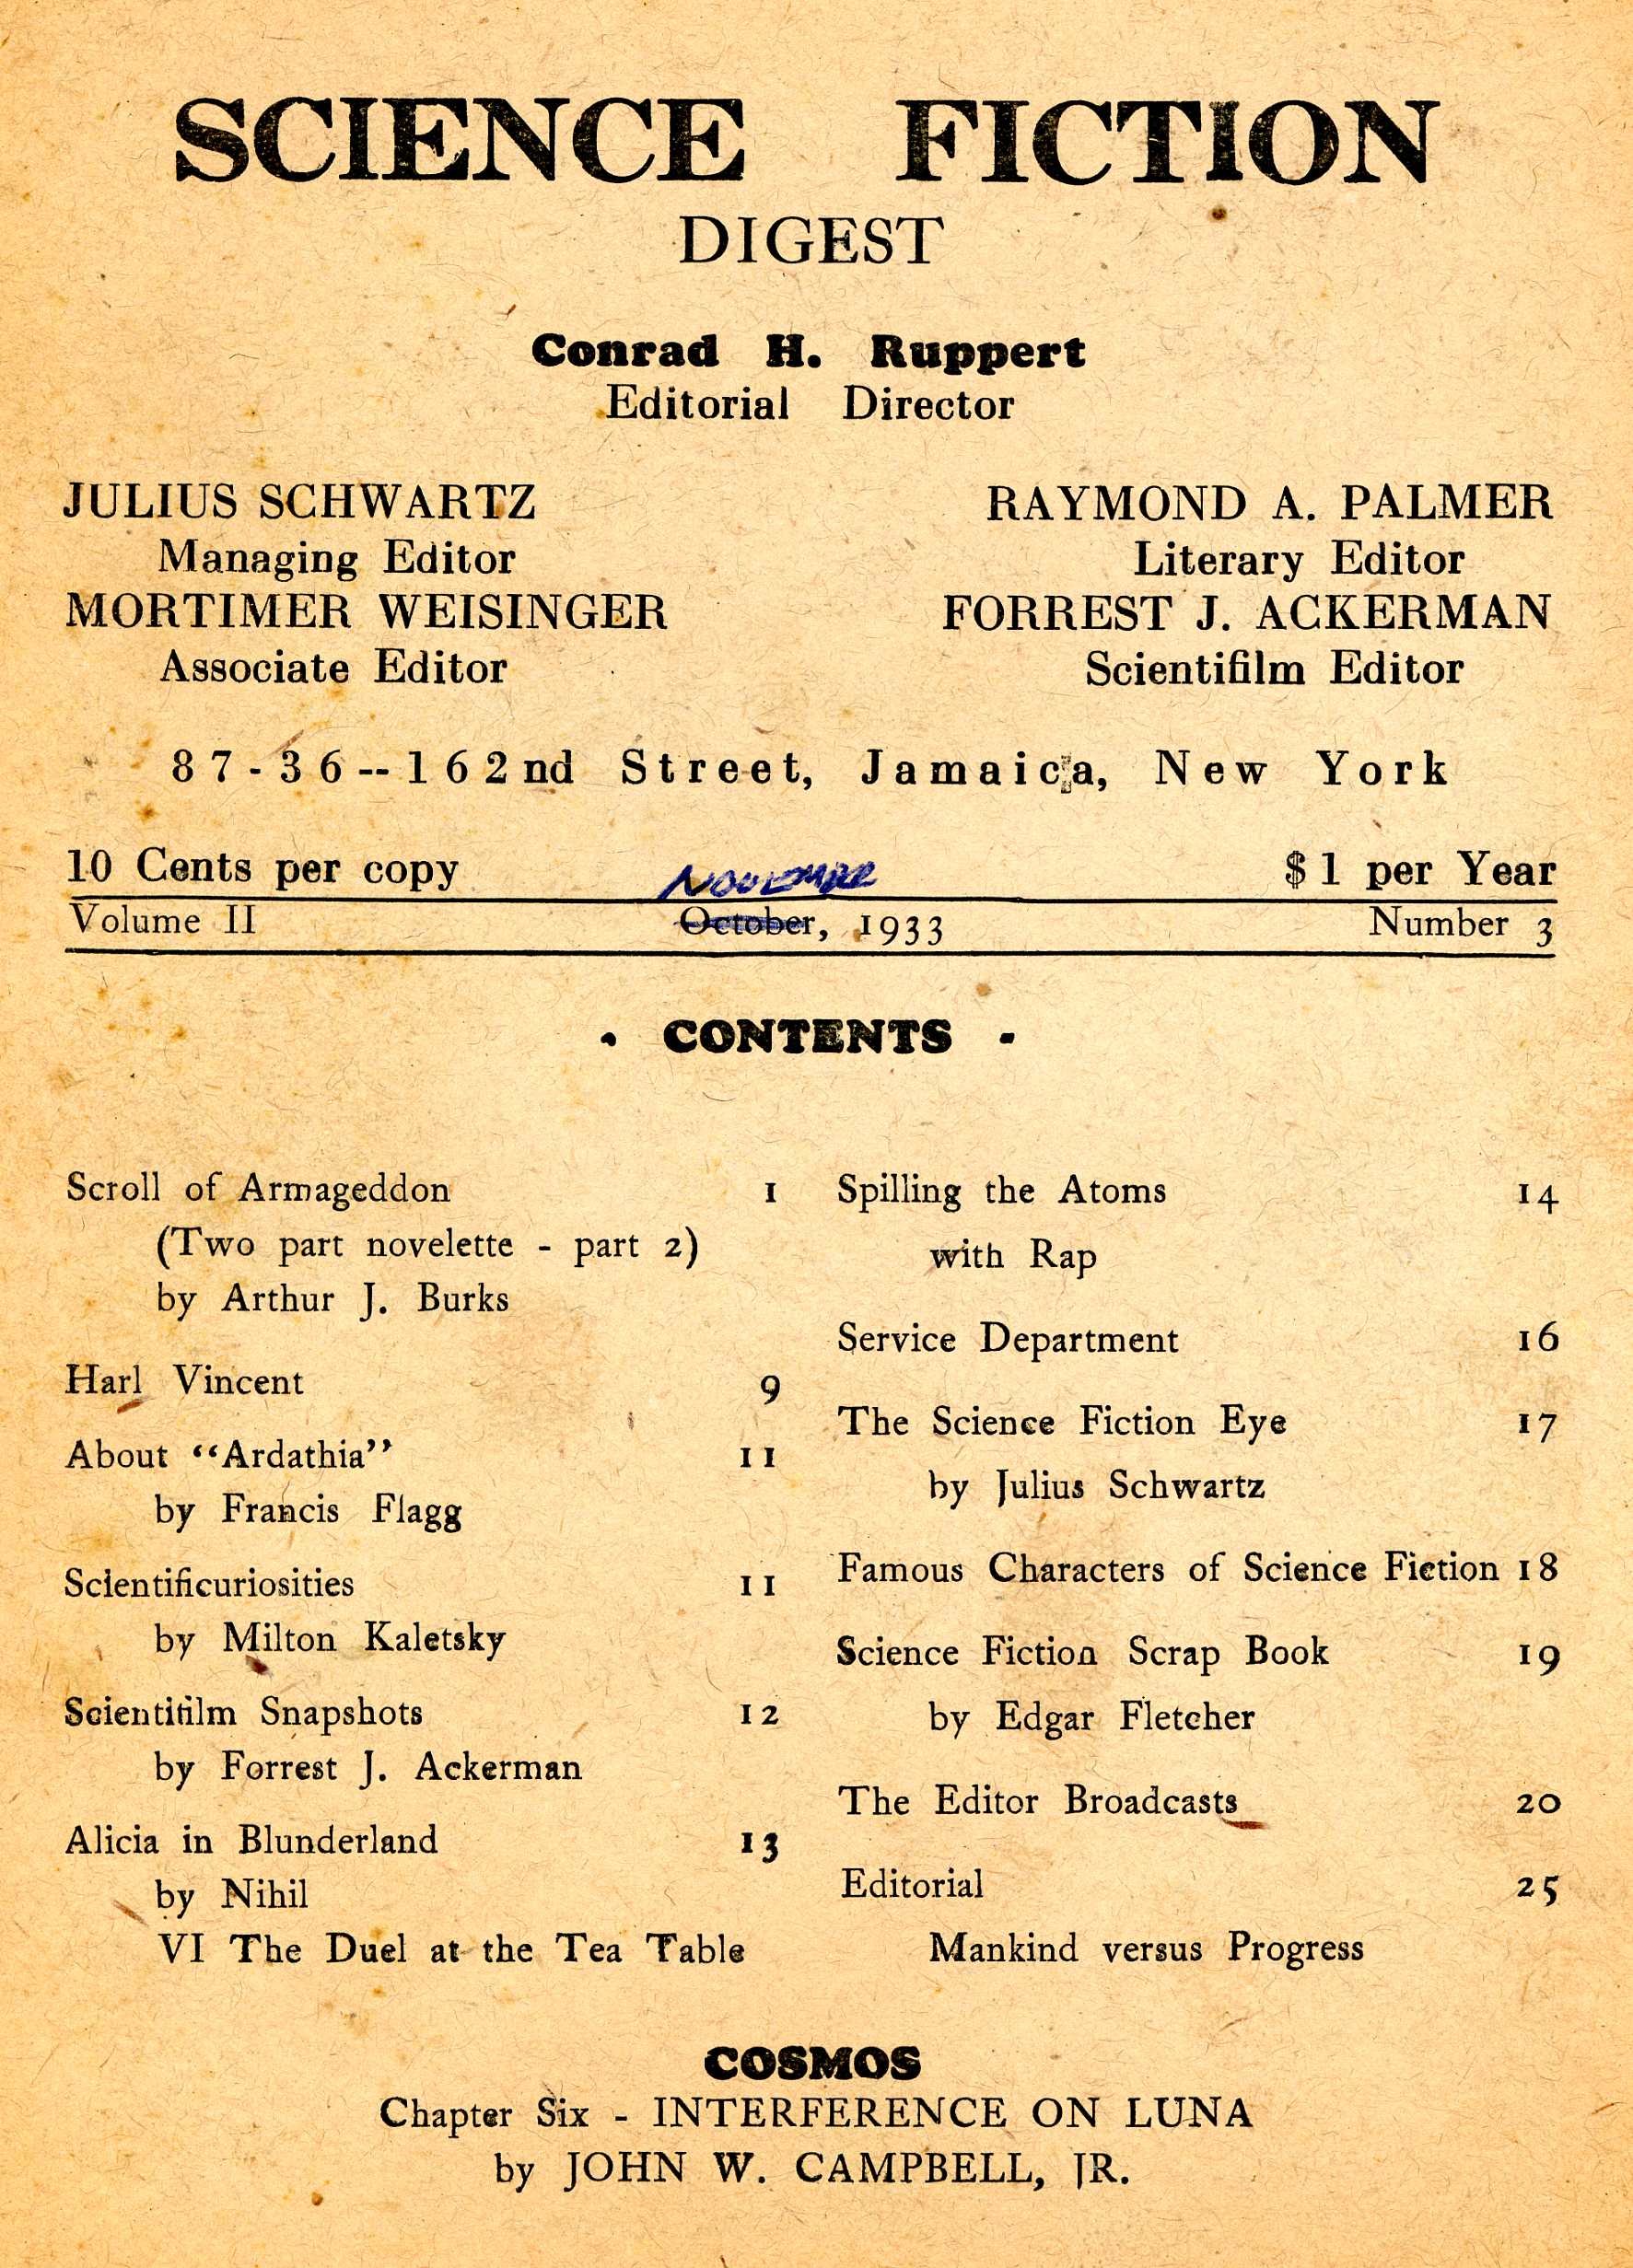 SCIENCE FICTION
DIGEST
Conrad H. Ruppert
Editorial Director
JULIUS SCHWARTZ
Managing Editor
MORTIMER WEISINGER
Associate Editor
RAYMOND A. PALMER
Literary Editor
FORREST J. ACKERMAN
Scientifilm Editor
87-36--162nd Street, Jamaica, New York
10 Cents per copy
$1 per Year
November
Volume II
October, 1933
Number 3
· CONTENTS ·
Scroll of Armageddon 1
(Two part novelette - part 2)
by Arthur J. Burks
Harl Vincent 9
About “Ardathia” 11
by Francis Flagg
Scientificuriosities 11
by Milton Kaletsky
Scientifilm Snapshots 12
by Forrest J. Ackerman
Alicia in Blunderland 13
by Nihil
VI The Duel at the Tea Table
Spilling the Atoms 14
with Rap
Service Department 16
The Science Fiction Eye 17
by Julius Schwartz
Famous Characters of Science Fiction 18
Science Fiction Scrap Book 19
by Edgar Fletcher
The Editor Broadcasts 20
Editorial 25
Mankind versus Progress
COSMOS
Chapter Six - INTERFERENCE ON LUNA
by JOHN W. CAMPBELL, JR.